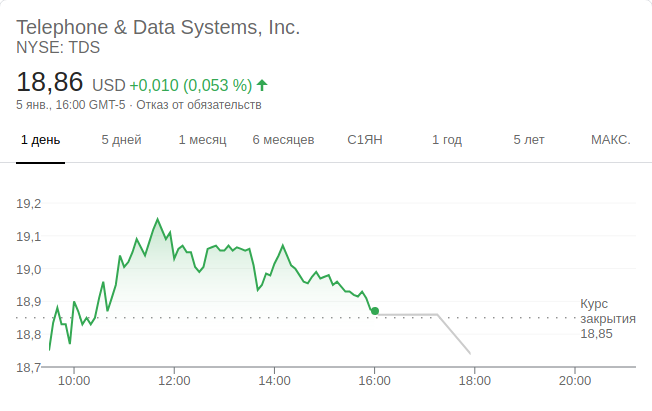 Telephone & Data Systems, Inc.
NYSE: TDS
18,86 USD +0,010 (0,053 %)
5 янв., 16:00 GMT-5 · Отказ от обязательств
1 день 5 дней 1 месяц 6 месяцев С1ЯН 1 год 5 лет МАКС.
19,2
19,1
19,0
18,9
Курс
закрытия
18,85
18,8
18,7
10:00 12:00 14:00 16:00 18:00 20:00